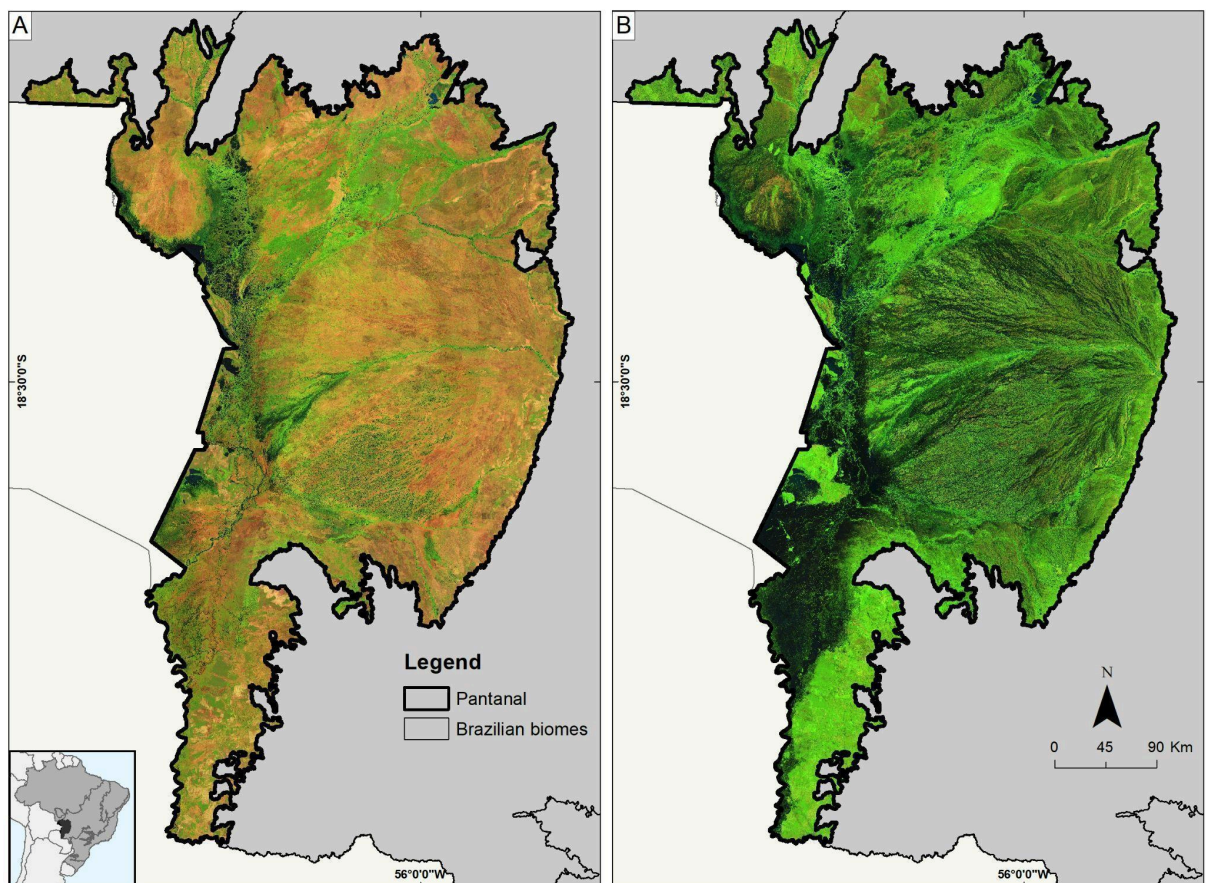 A
18°30'0"S
Legend
Pantanal
Brazilian biomes
56°0'0"W
B
18°30'0"S
N
0 45 90 Km
56°0'0"W